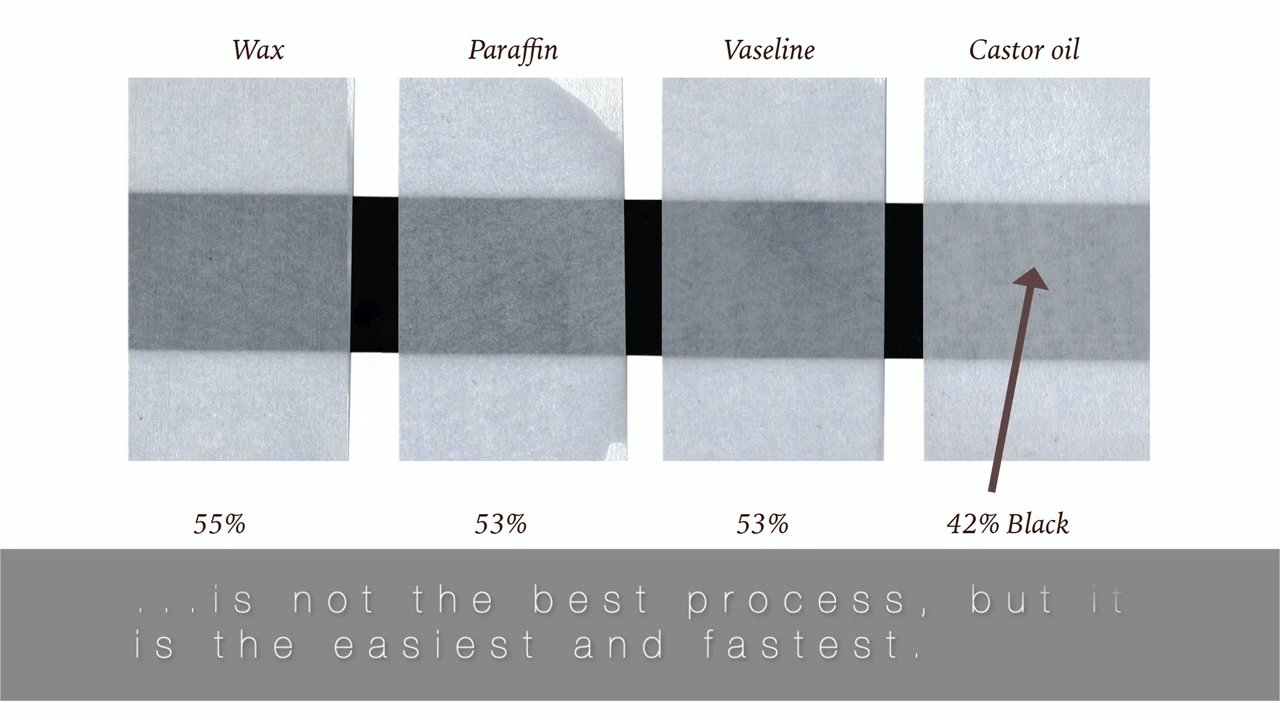 Wax Paraffin Vaseline Castor oil
55% 53% 53% 42% Black
...is not the best process, but it
is the easiest and fastest.